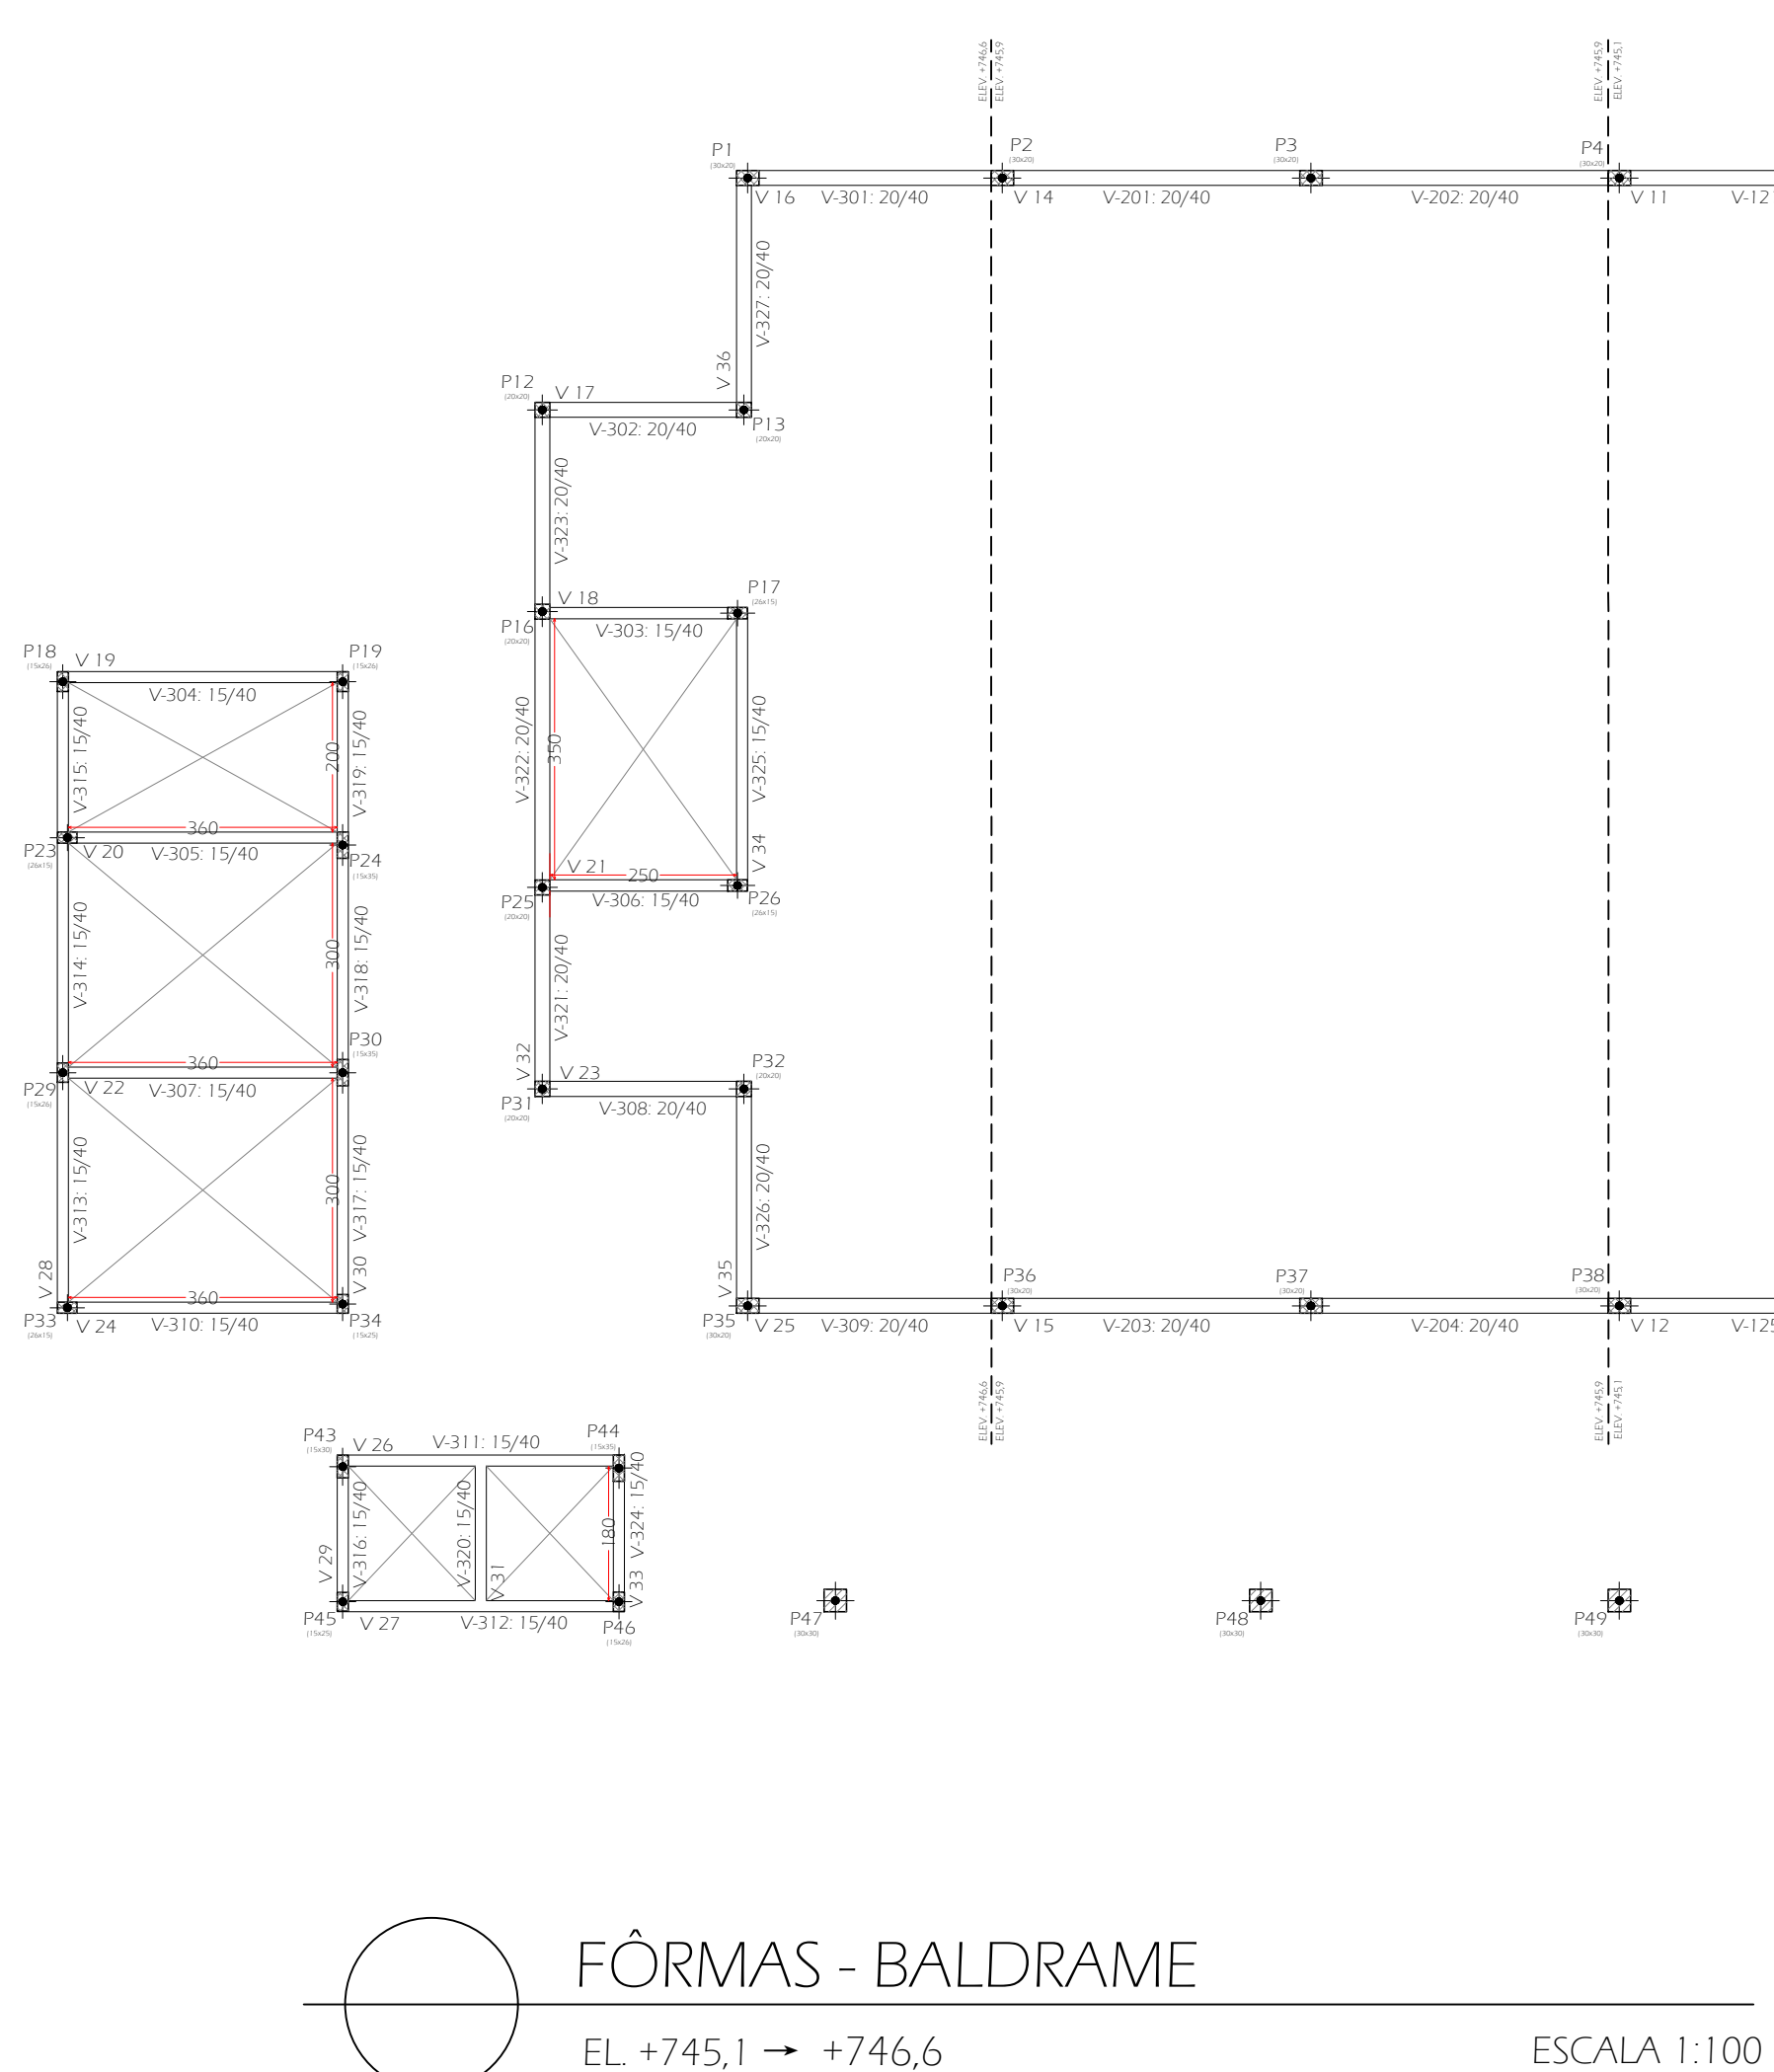 ELEV. +746,6
ELEV. +745,9
ELEV. +745,9
ELEV. +745,1
P1
(30x20)
P2
(30x20)
P3
(30x20)
P4
(30x20)
V 16
V-301: 20/40
V 14
V-201: 20/40
V-202: 20/40
V 11
V-12
V-327: 20/40
V 36
P12
(20x20)
V 17
V-302: 20/40
P13
(20x20)
V-323: 20/40
V 18
P17
(26x15)
P16
(20x20)
V-303: 15/40
P18
(15x26)
V 19
P19
(15x26)
V-304: 15/40
V-315: 15/40
200
V-319: 15/40
V-322: 20/40
350
V-325: 15/40
360
P23
(26x15)
V 20
V-305: 15/40
P24
(15x35)
V 34
V 21
250
P25
(20x20)
V-306: 15/40
P26
(26x15)
V-314: 15/40
300
V-318: 15/40
V-321: 20/40
P30
(15x35)
360
P29
(15x26)
V 22
V-307: 15/40
V 32
V 23
P32
(20x20)
P31
(20x20)
V-308: 20/40
V-313: 15/40
300
V-317: 15/40
V-326: 20/40
V 28
V 30
V 35
360
P33
(26x15)
V 24
V-310: 15/40
P34
(15x25)
P36
(30x20)
P37
(30x20)
P38
(30x20)
P35
(30x20)
V 25
V-309: 20/40
V 15
V-203: 20/40
V-204: 20/40
V 12
V-125
ELEV. +746,6
ELEV. +745,9
ELEV. +745,9
ELEV. +745,1
P43
(15x30)
V 26
V-311: 15/40
P44
(15x35)
V 29
V-316: 15/40
V-320: 15/40
V 31
180
V-324: 15/40
V 33
P45
(15x25)
V 27
V-312: 15/40
P46
(15x26)
P47
(30x30)
P48
(30x30)
P49
(30x30)
FÔRMAS - BALDRAME
EL. +745,1 → +746,6
ESCALA 1:100